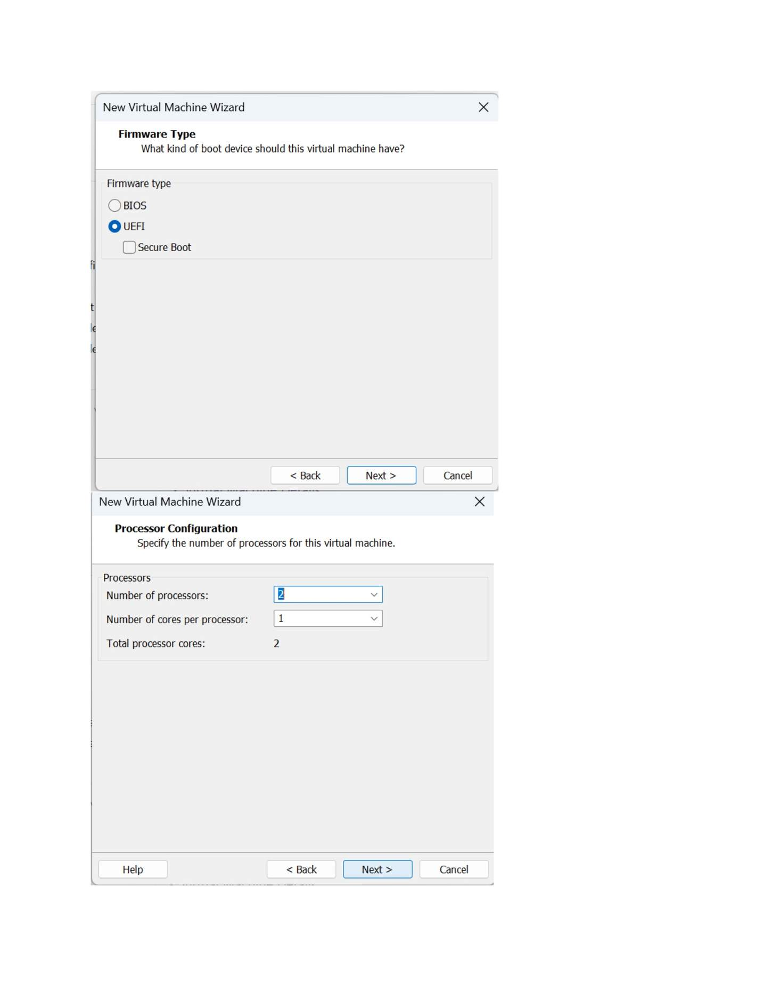 New Virtual Machine Wizard
Firmware Type
What kind of boot device should this virtual machine have?
Firmware type
BIOS
UEFI
Secure Boot
fi
t
le
le
< Back Next > Cancel
New Virtual Machine Wizard
Processor Configuration
Specify the number of processors for this virtual machine.
Processors
Number of processors: 2
Number of cores per processor: 1
Total processor cores: 2
Help < Back Next > Cancel